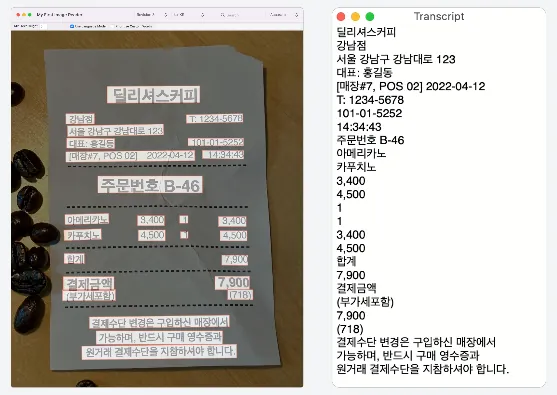 My First Image Reader
딜리셔스커피
강남점 T: 1234-5678
서울 강남구 강남대로 123
대표: 홍길동 101-01-5252
[매장#7, POS 02] 2022-04-12 14:34:43
주문번호 B-46
아메리카노 3,400 1 3,400
카푸치노 4,500 1 4,500
합계 7,900
결제금액 7,900
(부가세포함) (718)
결제수단 변경은 구입하신 매장에서
가능하며, 반드시 구매 영수증과
원거래 결제수단을 지참하셔야 합니다.
Transcript
딜리셔스커피
강남점
서울 강남구 강남대로 123
대표: 홍길동
[매장#7, POS 02] 2022-04-12
T: 1234-5678
101-01-5252
14:34:43
주문번호 B-46
아메리카노
카푸치노
3,400
4,500
1
1
3,400
4,500
합계
7,900
결제금액
(부가세포함)
7,900
(718)
결제수단 변경은 구입하신 매장에서
가능하며, 반드시 구매 영수증과
원거래 결제수단을 지참하셔야 합니다.